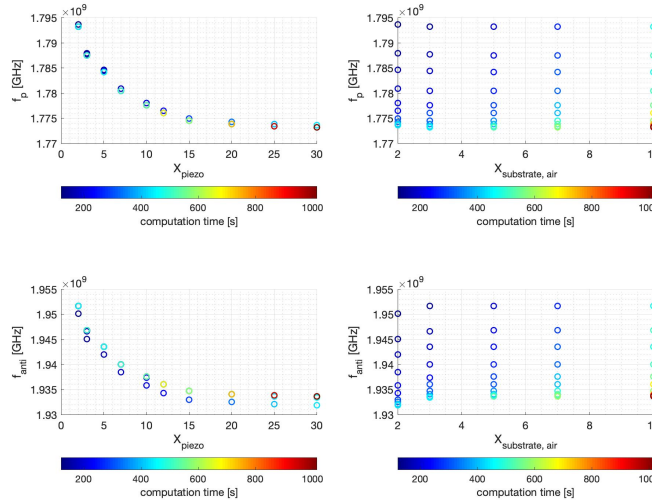 ×10⁹ ×10⁹
1.795 1.795
1.79 1.79
1.785 1.785
1.78 1.78
1.775 1.775
1.77 1.77
f_p [GHz] f_p [GHz]
0 5 10 15 20 25 30 2 4 6 8
X_piezo X_substrate, air
200 400 600 800 1000 200 400 600 800 1000
computation time [s] computation time [s]
×10⁹ ×10⁹
1.955 1.955
1.95 1.95
1.945 1.945
1.94 1.94
1.935 1.935
1.93 1.93
f_anti [GHz] f_anti [GHz]
0 5 10 15 20 25 30 2 4 6 8
X_piezo X_substrate, air
200 400 600 800 1000 200 400 600 800 1000
computation time [s] computation time [s]